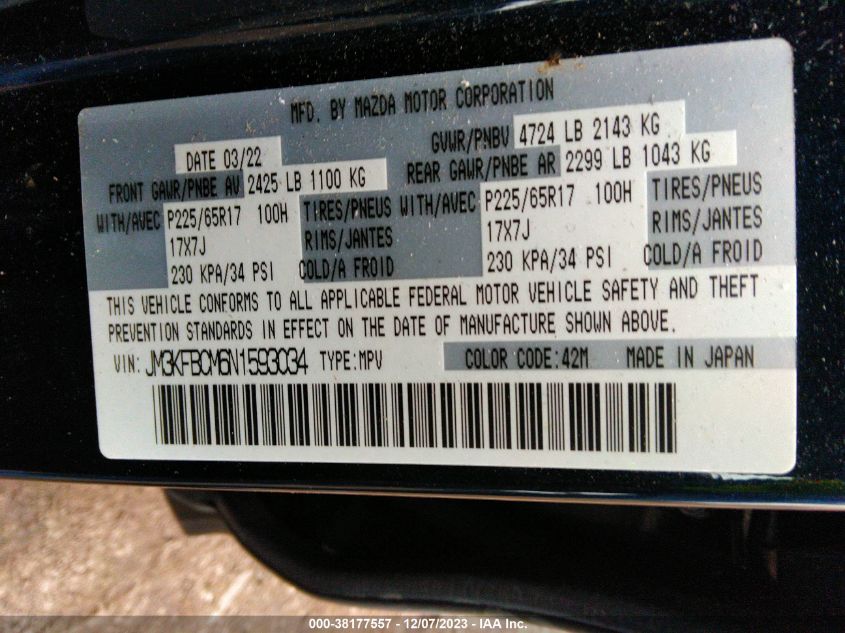 MFD. BY MAZDA MOTOR CORPORATION
DATE 03/22 GVWR/PNBV 4724 LB 2143 KG
FRONT GAWR/PNBE AV 2425 LB 1100 KG REAR GAWR/PNBE AR 2299 LB 1043 KG
WITH/AVEC P225/65R17 100H TIRES/PNEUS WITH/AVEC P225/65R17 100H TIRES/PNEUS
17X7J RIMS/JANTES 17X7J RIMS/JANTES
230 KPA/34 PSI COLD/A FROID 230 KPA/34 PSI COLD/A FROID
THIS VEHICLE CONFORMS TO ALL APPLICABLE FEDERAL MOTOR VEHICLE SAFETY AND THEFT
PREVENTION STANDARDS IN EFFECT ON THE DATE OF MANUFACTURE SHOWN ABOVE.
VIN: JM3KFBCM6N1593034 TYPE:MPV COLOR CODE:42M MADE IN JAPAN
000-38177557 - 12/07/2023 - IAA Inc.